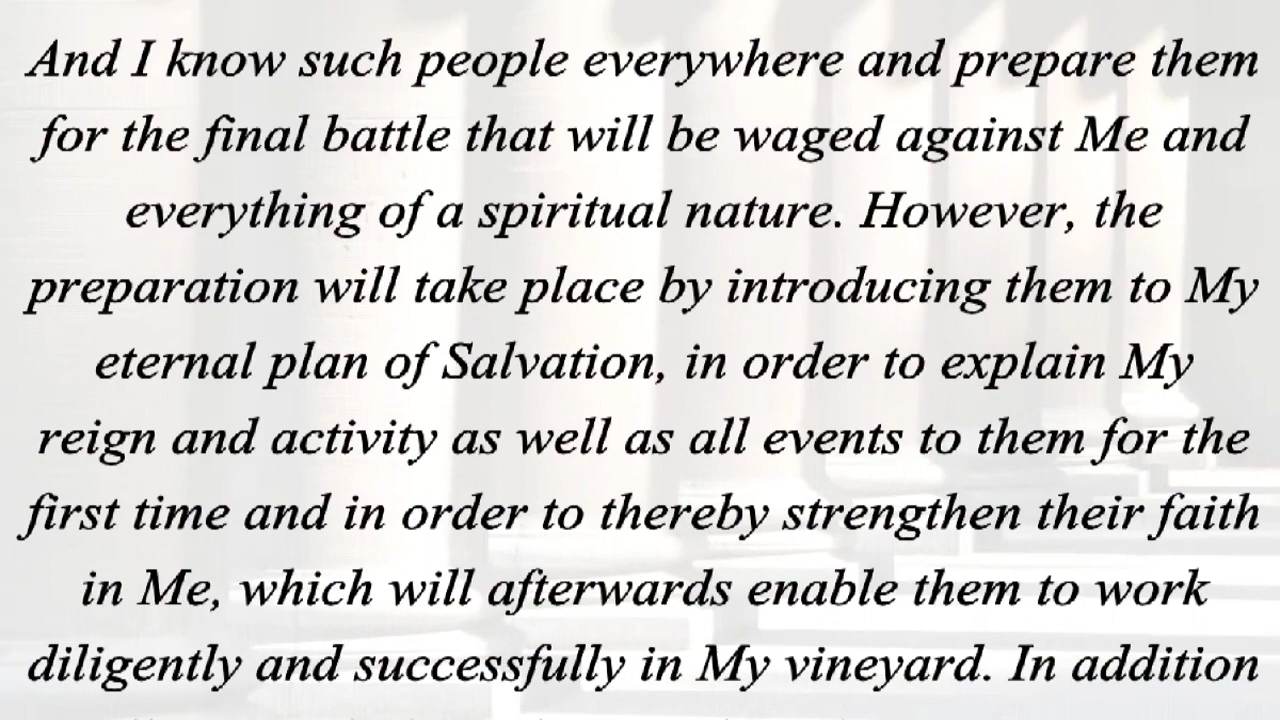 And I know such people everywhere and prepare them
for the final battle that will be waged against Me and
everything of a spiritual nature. However, the
preparation will take place by introducing them to My
eternal plan of Salvation, in order to explain My
reign and activity as well as all events to them for the
first time and in order to thereby strengthen their faith
in Me, which will afterwards enable them to work
diligently and successfully in My vineyard. In addition